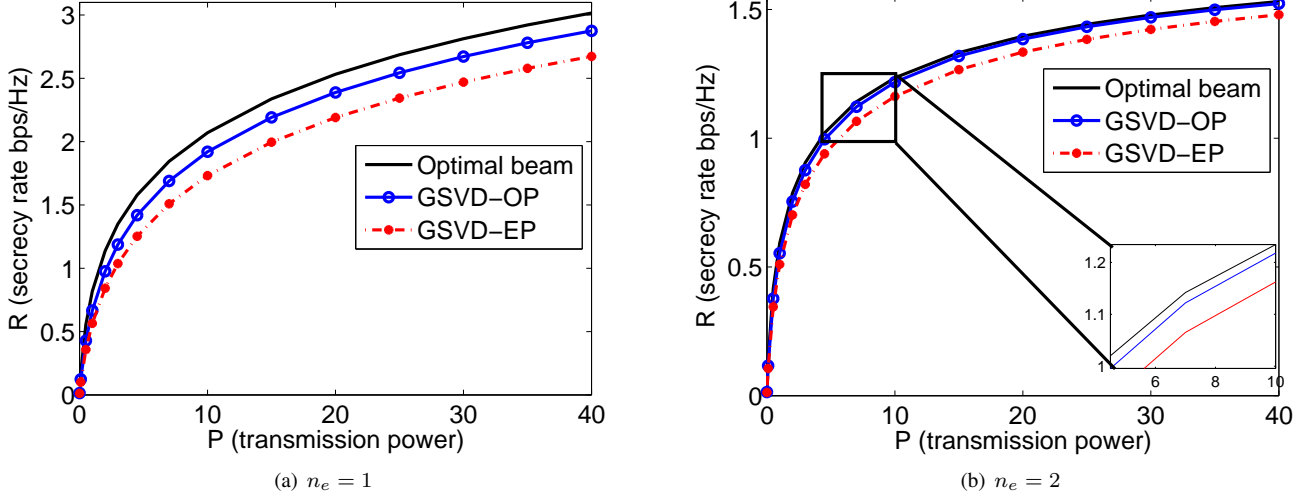 R (secrecy rate bps/Hz)
3
2.5
2
1.5
1
0.5
0
Optimal beam
GSVD-OP
GSVD-EP
0 10 20 30 40
P (transmission power)
(a) n_e = 1
R (secrecy rate bps/Hz)
1.5
1
0.5
0
Optimal beam
GSVD-OP
GSVD-EP
1.2
1.1
1
6 8 10
0 10 20 30 40
P (transmission power)
(b) n_e = 2